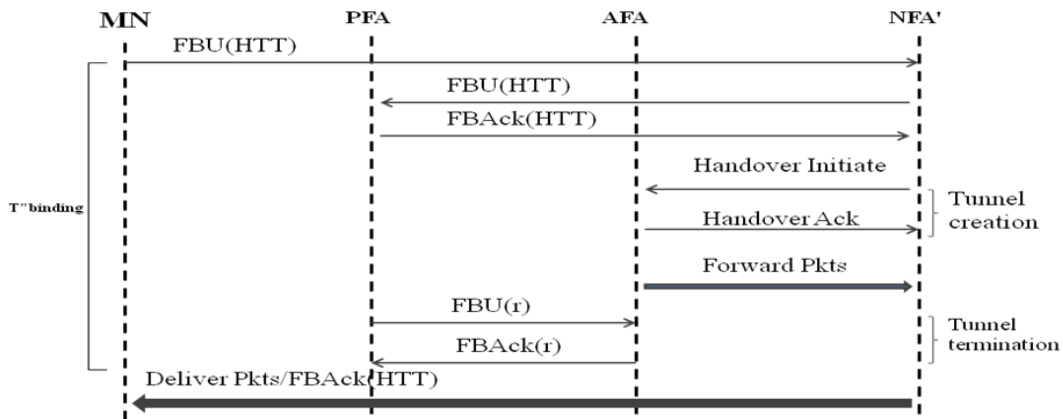 MN PFA AFA NFA'
FBU(HTT)
FBU(HTT)
FBAck(HTT)
Handover Initiate
Tunnel
creation
T"binding
Handover Ack
Forward Pkts
FBU(r)
Tunnel
termination
FBAck(r)
Deliver Pkts/FBAck(HTT)